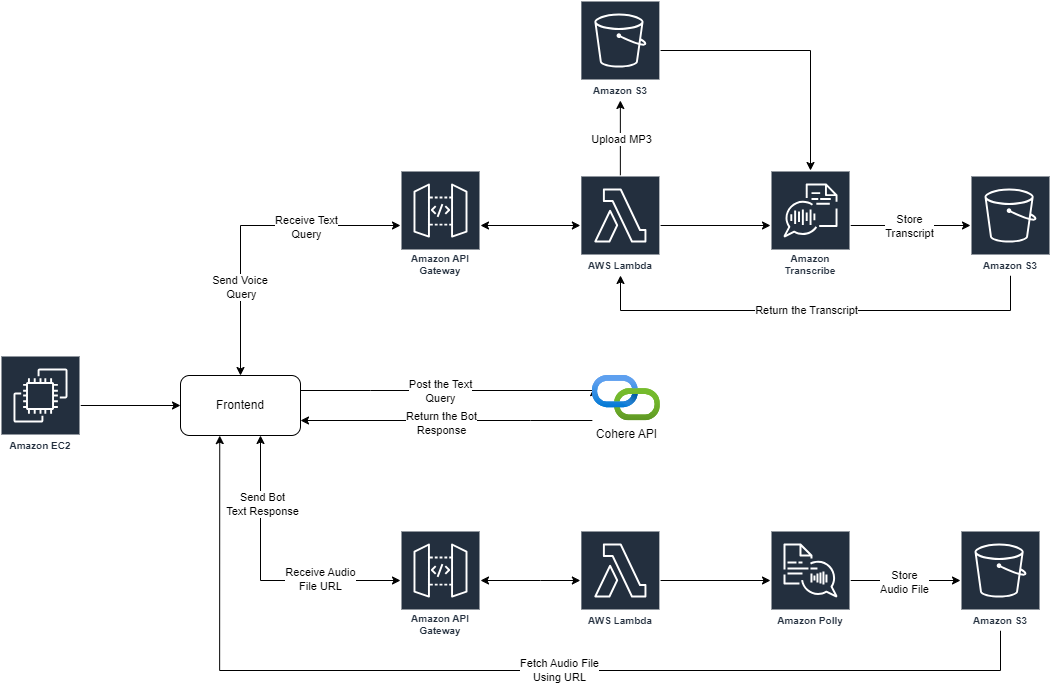 Amazon S3
Upload MP3
Receive Text
Query
Amazon API
Gateway
AWS Lambda
Amazon
Transcribe
Store
Transcript
Amazon S3
Send Voice
Query
Return the Transcript
Amazon EC2
Frontend
Post the Text
Query
Return the Bot
Response
Cohere API
Send Bot
Text Response
Receive Audio
File URL
Amazon API
Gateway
AWS Lambda
Amazon Polly
Store
Audio File
Amazon S3
Fetch Audio File
Using URL